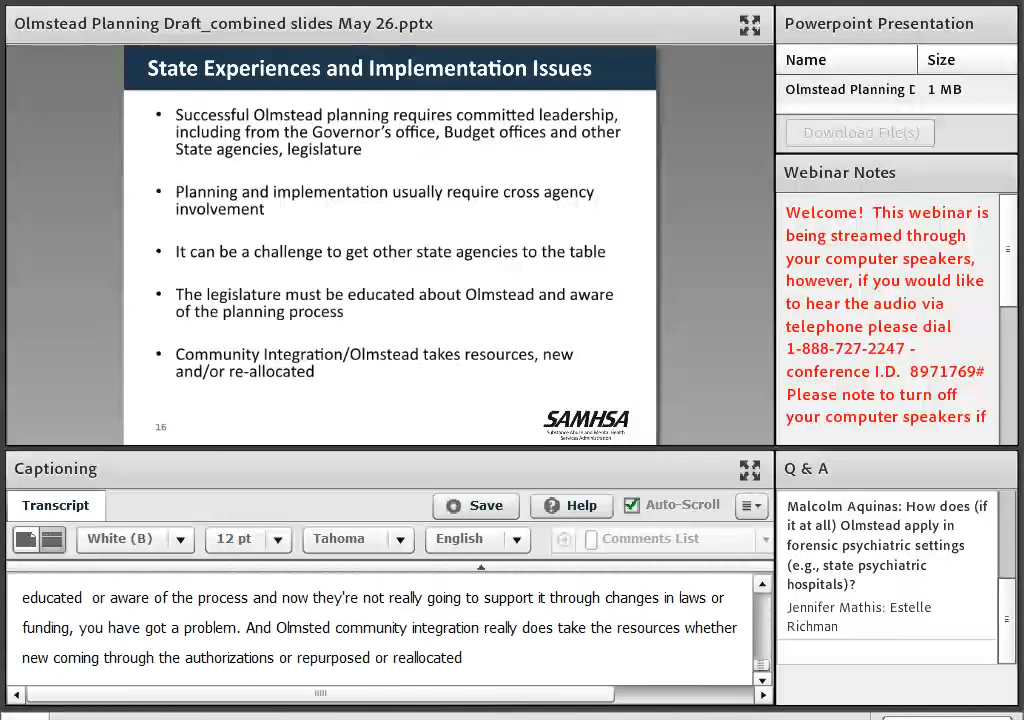 Olmstead Planning Draft_combined slides May 26.pptx
State Experiences and Implementation Issues
• Successful Olmstead planning requires committed leadership,
including from the Governor's office, Budget offices and other
State agencies, legislature
• Planning and implementation usually require cross agency
involvement
• It can be a challenge to get other state agencies to the table
• The legislature must be educated about Olmstead and aware
of the planning process
• Community Integration/Olmstead takes resources, new
and/or re-allocated
16
SAMHSA
Substance Abuse and Mental Health
Services Administration
Powerpoint Presentation
Name Size
Olmstead Planning D 1 MB
Download File(s)
Webinar Notes
Welcome! This webinar is
being streamed through
your computer speakers,
however, if you would like
to hear the audio via
telephone please dial
1-888-727-2247 -
conference I.D. 8971769#
Please note to turn off
your computer speakers if
Captioning
Transcript Save Help Auto-Scroll
White (B) 12 pt Tahoma English Comments List
educated or aware of the process and now they're not really going to support it through changes in laws or
funding, you have got a problem. And Olmsted community integration really does take the resources whether
new coming through the authorizations or repurposed or reallocated
Q & A
Malcolm Aquinas: How does (if
it at all) Olmstead apply in
forensic psychiatric settings
(e.g., state psychiatric
hospitals)?
Jennifer Mathis: Estelle
Richman